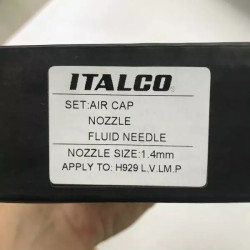 ITALCO
SET:AIR CAP
NOZZLE
FLUID NEEDLE
NOZZLE SIZE:1.4mm
APPLY TO: H929 L,V.LM.P